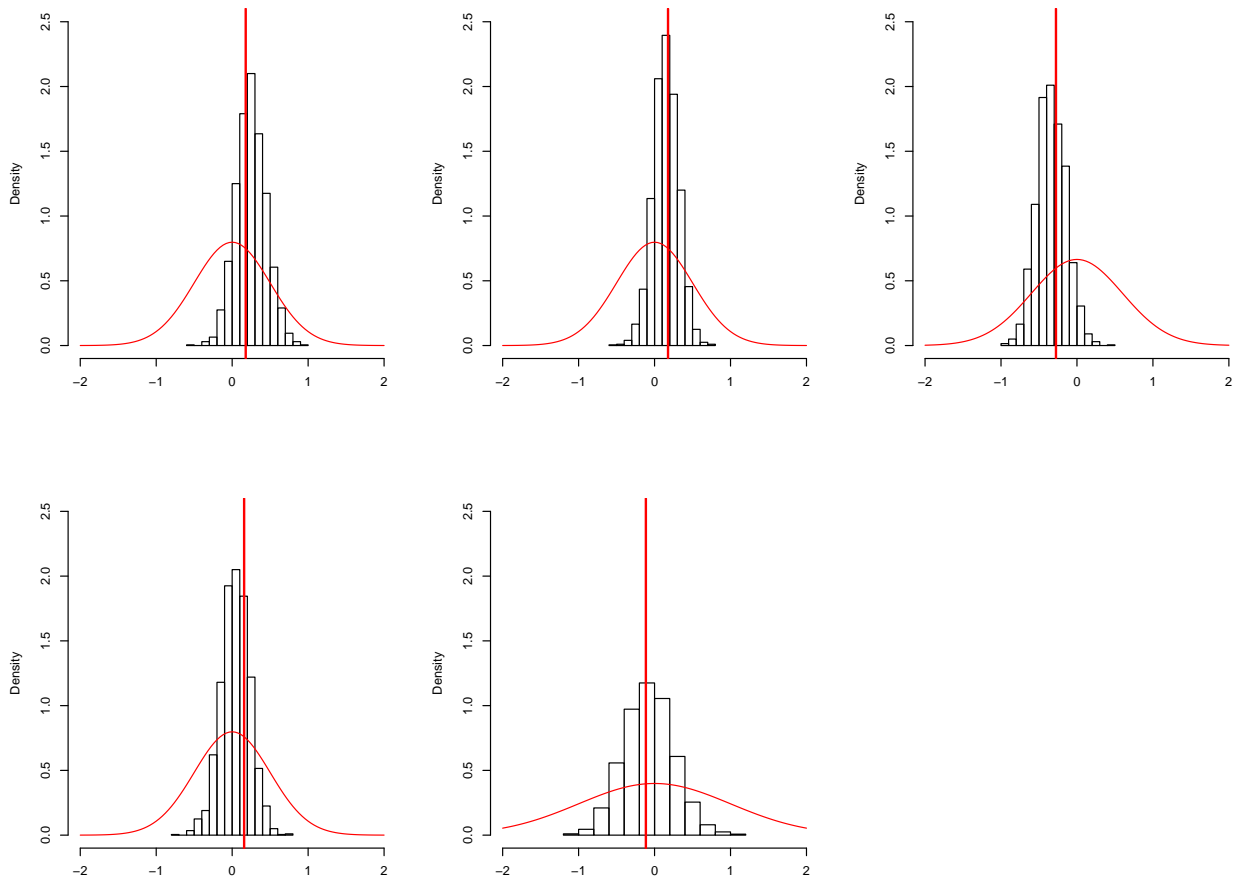 2.5 2.5 2.5
2.0 2.0 2.0
1.5 1.5 1.5
Density Density Density
1.0 1.0 1.0
0.5 0.5 0.5
0.0 0.0 0.0
−2 −1 0 1 2 −2 −1 0 1 2 −2 −1 0 1 2
2.5 2.5
2.0 2.0
1.5 1.5
Density Density
1.0 1.0
0.5 0.5
0.0 0.0
−2 −1 0 1 2 −2 −1 0 1 2